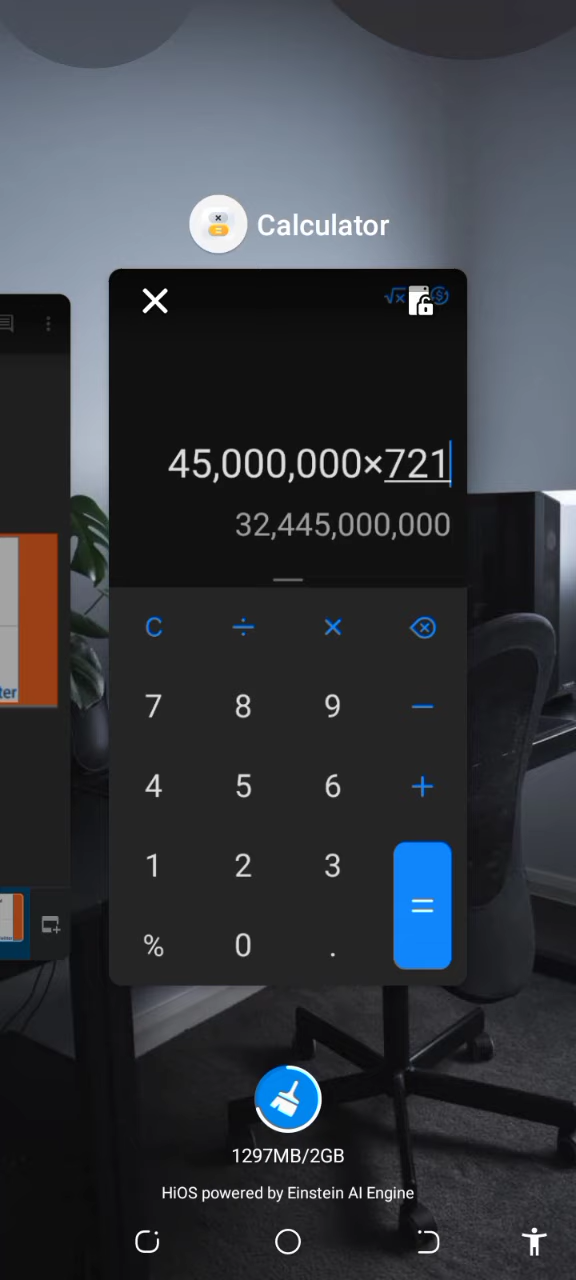 Calculator
45,000,000×721
32,445,000,000
C ÷ ×
7 8 9 −
4 5 6 +
1 2 3
=
% 0 .
1297MB/2GB
HiOS powered by Einstein AI Engine